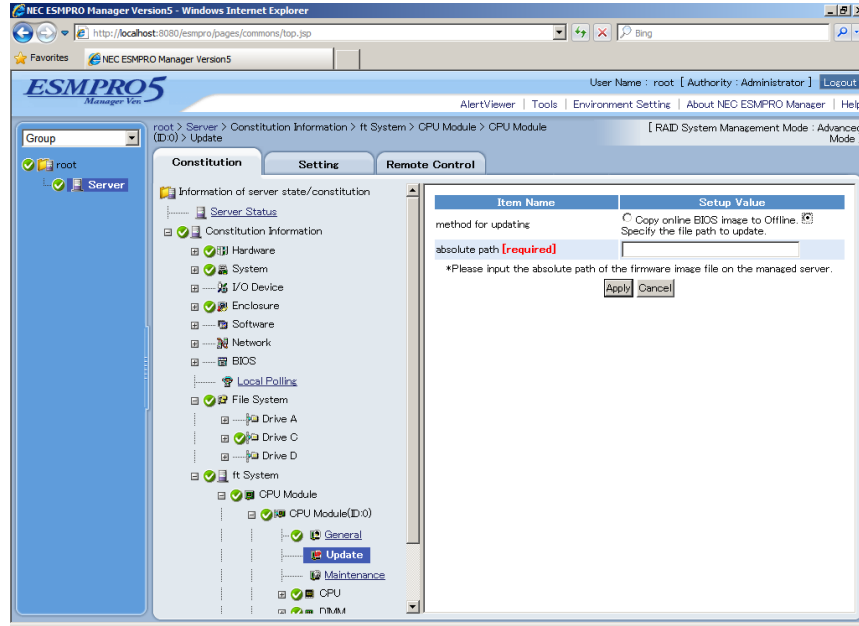 NEC ESMPRO Manager Version5 - Windows Internet Explorer
http://localhost:8080/esmpro/pages/commons/top.jsp
Bing
Favorites
NEC ESMPRO Manager Version5
ESMPRO5
Manager Ver.
User Name : root [ Authority : Administrator ] Logout
AlertViewer | Tools | Environment Setting | About NEC ESMPRO Manager | Help
Group
root
Server
root > Server > Constitution Information > ft System > CPU Module > CPU Module
(ID:0) > Update
[ RAID System Management Mode : Advanced
Mode
Constitution
Setting
Remote Control
Information of server state/constitution
Server Status
Constitution Information
Hardware
System
I/O Device
Enclosure
Software
Network
BIOS
Local Polling
File System
Drive A
Drive C
Drive D
ft System
CPU Module
CPU Module(ID:0)
General
Update
Maintenance
CPU
DIMM
Item Name
Setup Value
method for updating
Copy online BIOS image to Offline.
Specify the file path to update.
absolute path [required]
*Please input the absolute path of the firmware image file on the managed server.
Apply
Cancel